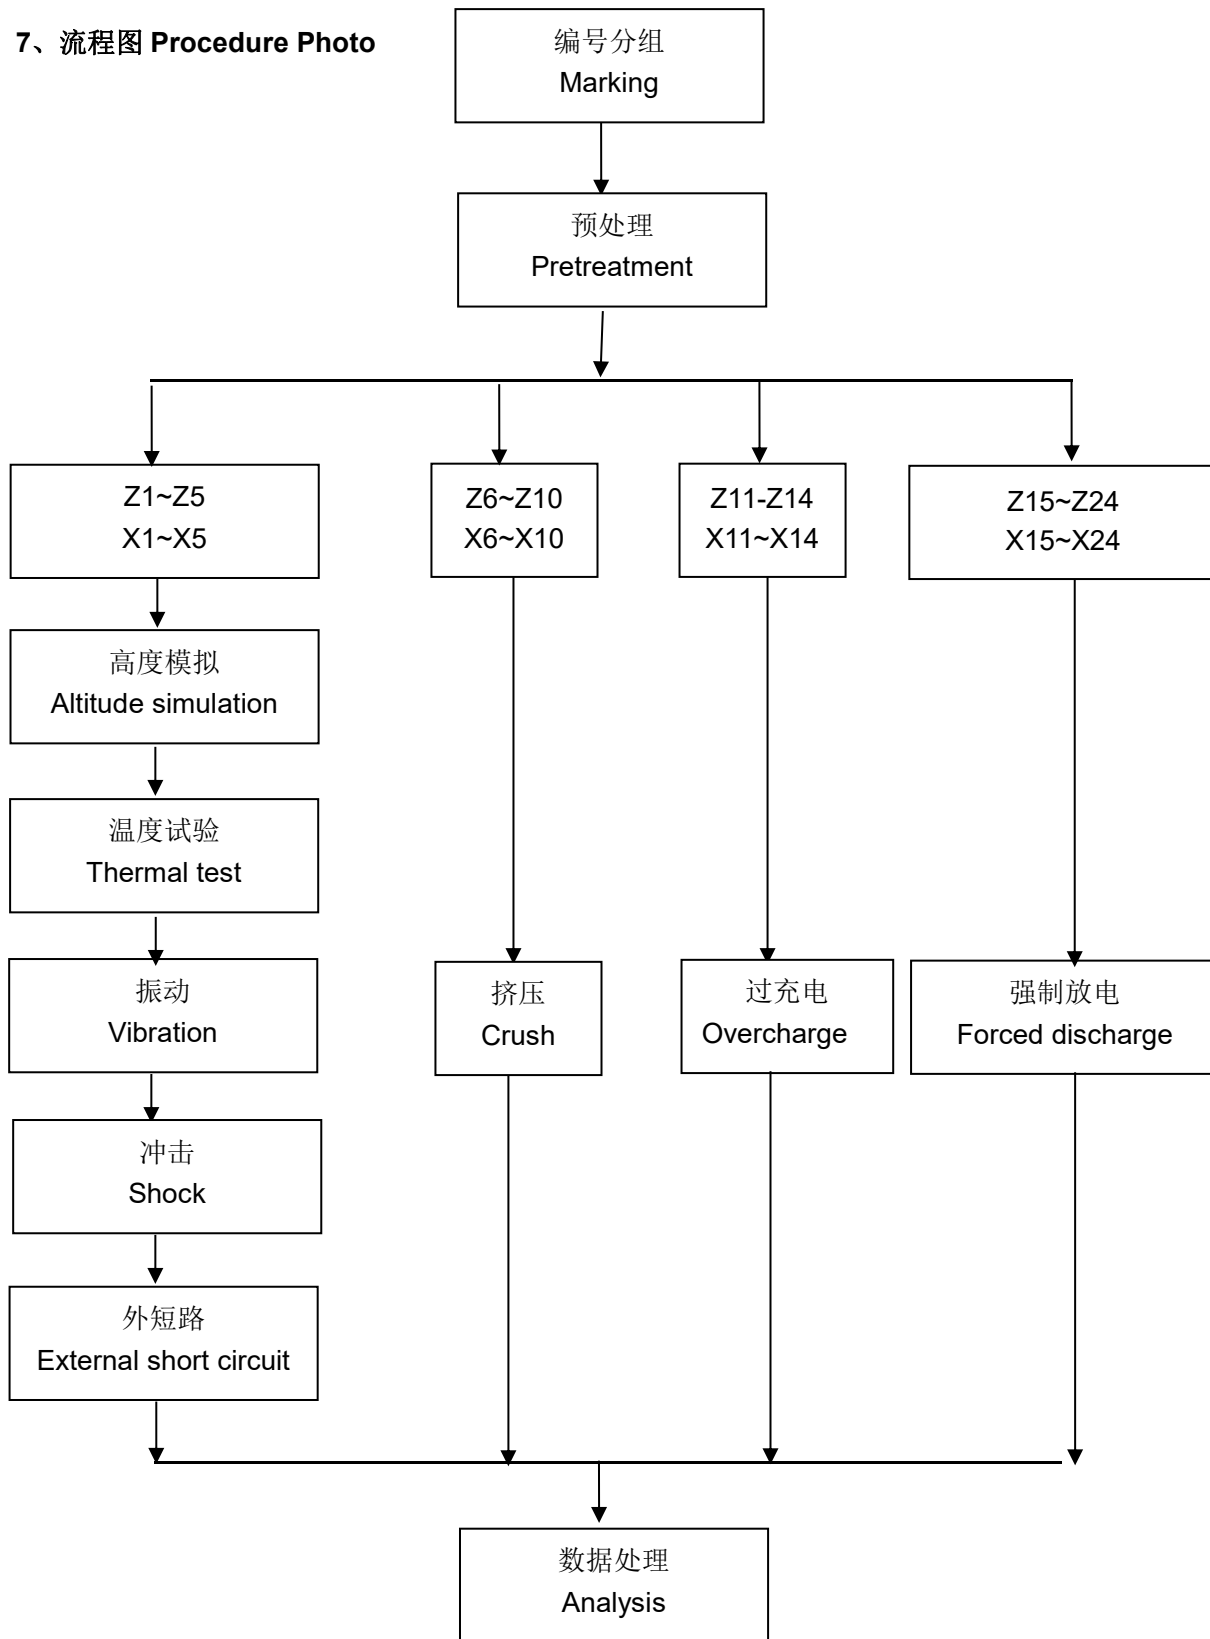 7、流程图 Procedure Photo
编号分组
Marking
预处理
Pretreatment
Z1~Z5
X1~X5
Z6~Z10
X6~X10
Z11-Z14
X11~X14
Z15~Z24
X15~X24
高度模拟
Altitude simulation
温度试验
Thermal test
振动
Vibration
挤压
Crush
过充电
Overcharge
强制放电
Forced discharge
冲击
Shock
外短路
External short circuit
数据处理
Analysis